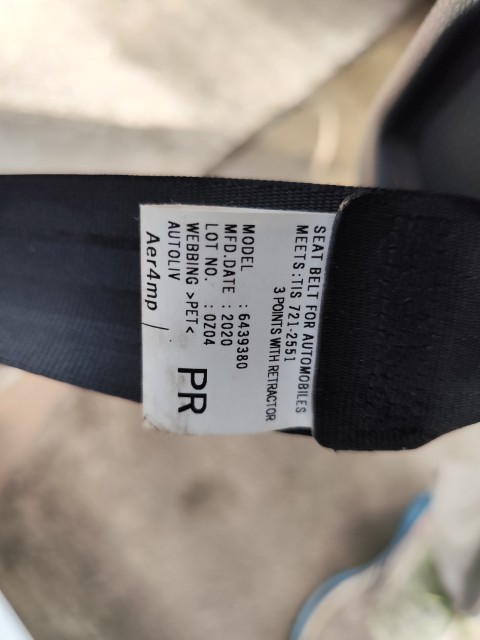 SEAT BELT FOR AUTOMOBILES
MEETS:TIS 721-2551
3 POINTS WITH RETRACTOR
MODEL : 6439380
MFD.DATE : 2020
LOT NO. : 0Z04
WEBBING >PET<
AUTOLIV
PR
Aer4mp /